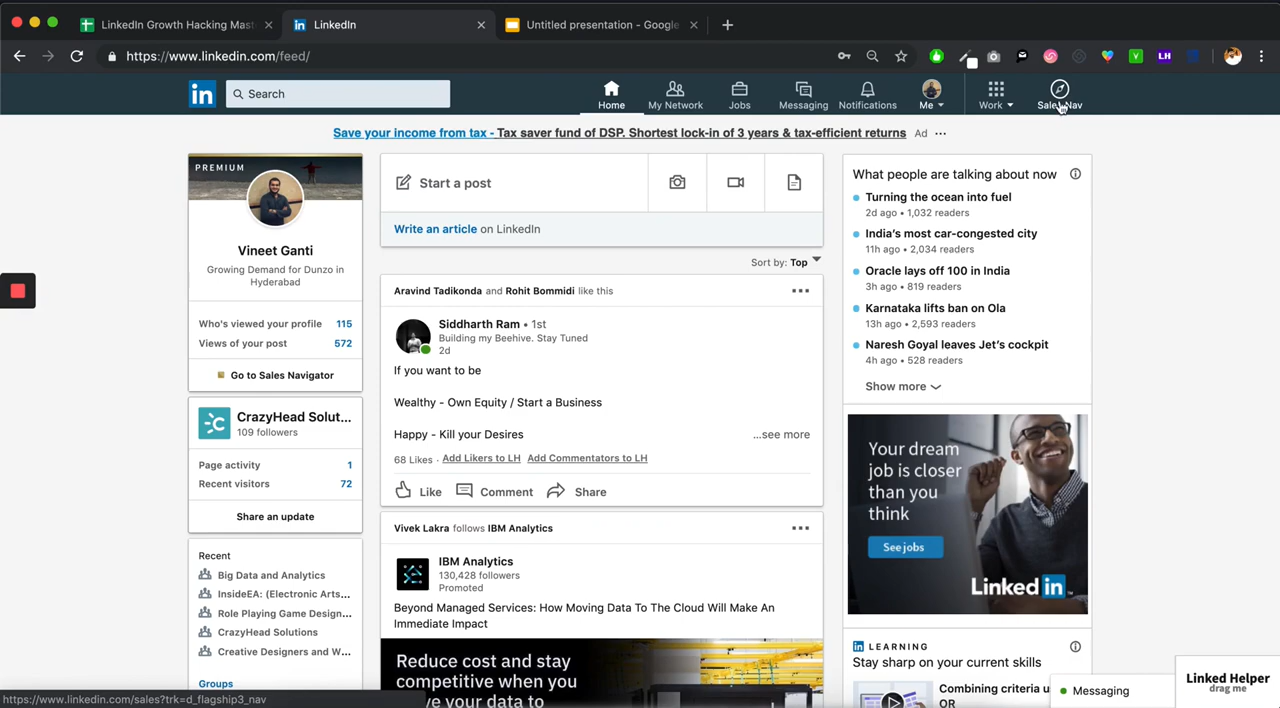 LinkedIn Growth Hacking Mast
LinkedIn
Untitled presentation - Google
https://www.linkedin.com/feed/
V
LH
in
Search
Home
My Network
Jobs
Messaging
Notifications
Me
Work
Sales Nav
Save your income from tax - Tax saver fund of DSP. Shortest lock-in of 3 years & tax-efficient returns
Ad
PREMIUM
Vineet Ganti
Growing Demand for Dunzo in
Hyderabad
Who's viewed your profile 115
Views of your post 572
Go to Sales Navigator
CrazyHead Solut...
109 followers
Page activity 1
Recent visitors 72
Share an update
Recent
Big Data and Analytics
InsideEA: (Electronic Arts...
Role Playing Game Design...
CrazyHead Solutions
Creative Designers and W...
Groups
https://www.linkedin.com/sales?trk=d_flagship3_nav
Start a post
Write an article on LinkedIn
Sort by: Top
Aravind Tadikonda and Rohit Bommidi like this
Siddharth Ram • 1st
Building my Beehive. Stay Tuned
2d
If you want to be
Wealthy - Own Equity / Start a Business
Happy - Kill your Desires
...see more
68 Likes · Add Likers to LH Add Commentators to LH
Like Comment Share
Vivek Lakra follows IBM Analytics
IBM Analytics
130,428 followers
Promoted
Beyond Managed Services: How Moving Data To The Cloud Will Make An
Immediate Impact
Reduce cost and stay
competitive when you
move your data to
What people are talking about now
Turning the ocean into fuel
2d ago • 1,032 readers
India's most car-congested city
11h ago • 2,034 readers
Oracle lays off 100 in India
3h ago • 819 readers
Karnataka lifts ban on Ola
13h ago • 2,593 readers
Naresh Goyal leaves Jet's cockpit
4h ago • 528 readers
Show more
Your dream
job is closer
than you
think
See jobs
Linked in
in LEARNING
Stay sharp on your current skills
Combining criteria u
OR
Messaging
Linked Helper
drag me